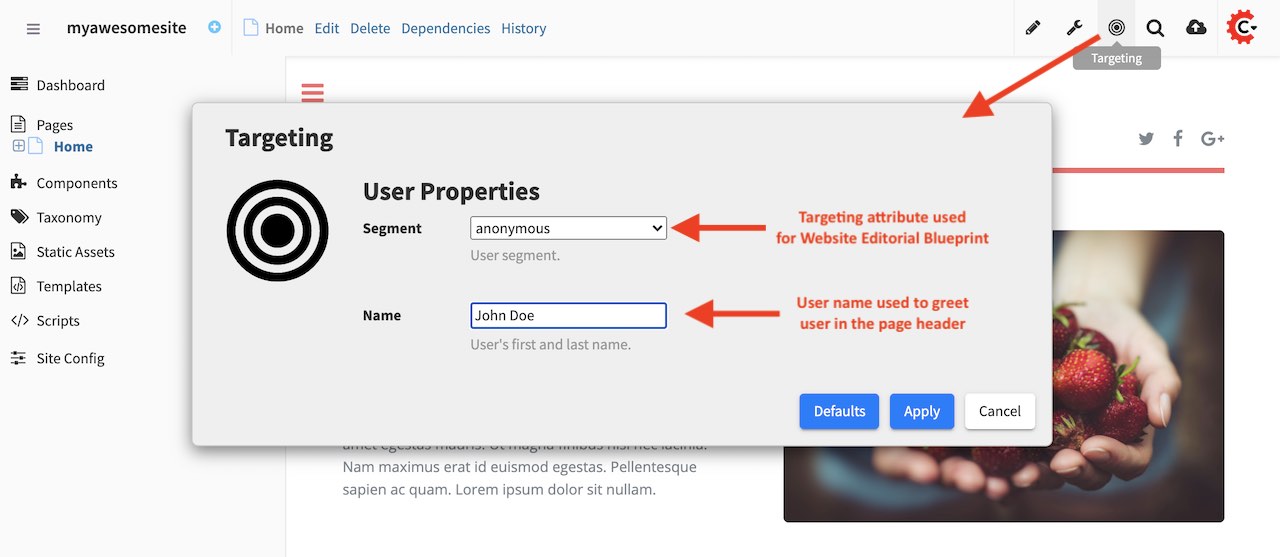 myawesomesite
Home Edit Delete Dependencies History
Targeting
Dashboard
Pages
Home
Components
Taxonomy
Static Assets
Templates
Scripts
Site Config
Targeting
User Properties
Segment
anonymous
User segment.
Targeting attribute used
for Website Editorial Blueprint
Name
John Doe
User's first and last name.
User name used to greet
user in the page header
Defaults
Apply
Cancel
amet egestas mauris. Ut magna finibus nisi nec lacinia.
Nam maximus erat id euismod egestas. Pellentesque
sapien ac quam. Lorem ipsum dolor sit nullam.
G+
C